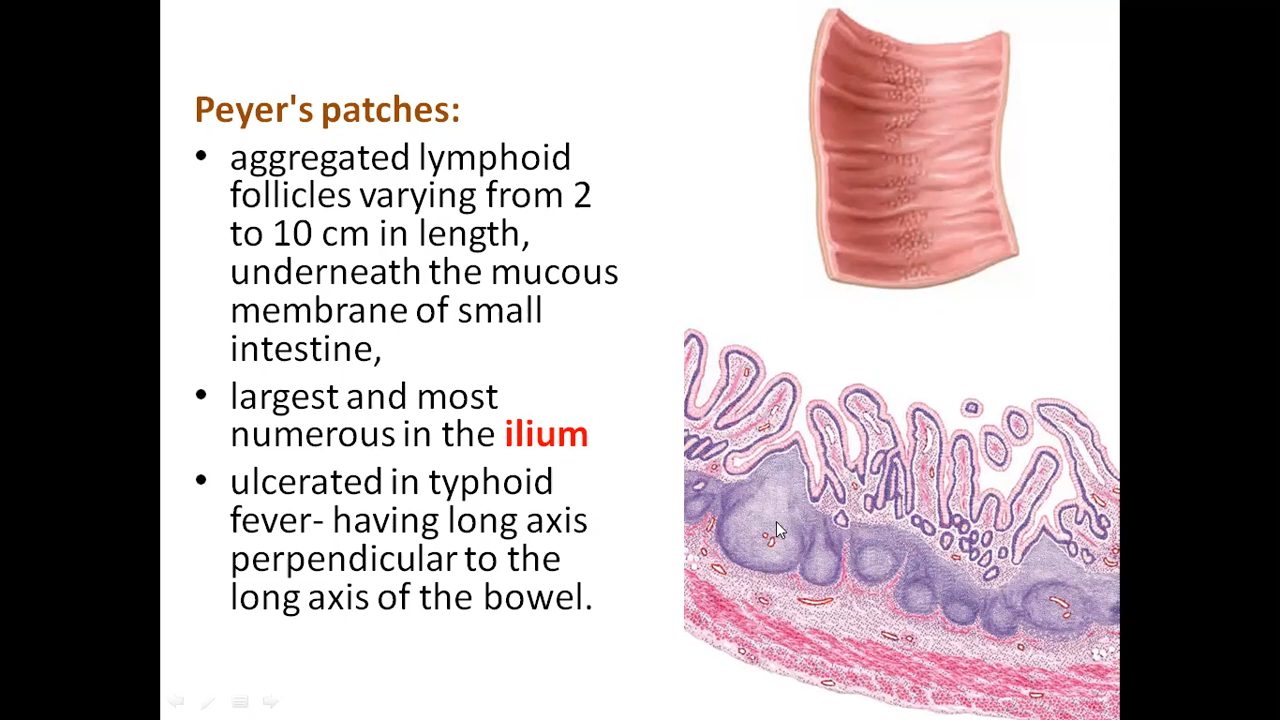 Peyer's patches:
• aggregated lymphoid
follicles varying from 2
to 10 cm in length,
underneath the mucous
membrane of small
intestine,
• largest and most
numerous in the ilium
• ulcerated in typhoid
fever- having long axis
perpendicular to the
long axis of the bowel.